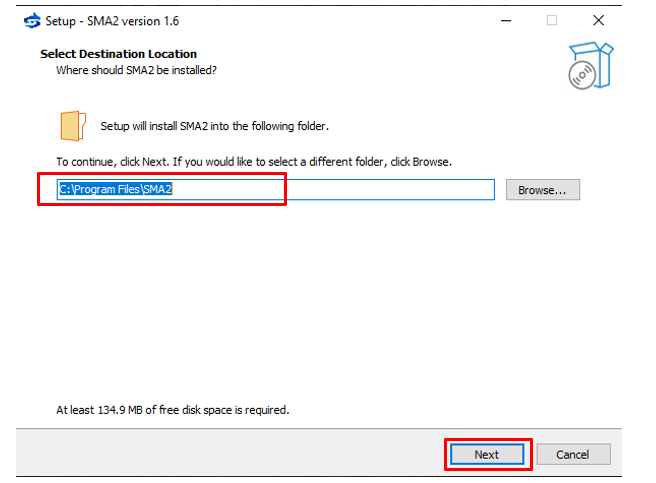 Setup - SMA2 version 1.6
Select Destination Location
Where should SMA2 be installed?
Setup will install SMA2 into the following folder.
To continue, click Next. If you would like to select a different folder, click Browse.
C:\Program Files\SMA2
Browse...
At least 134.9 MB of free disk space is required.
Next
Cancel